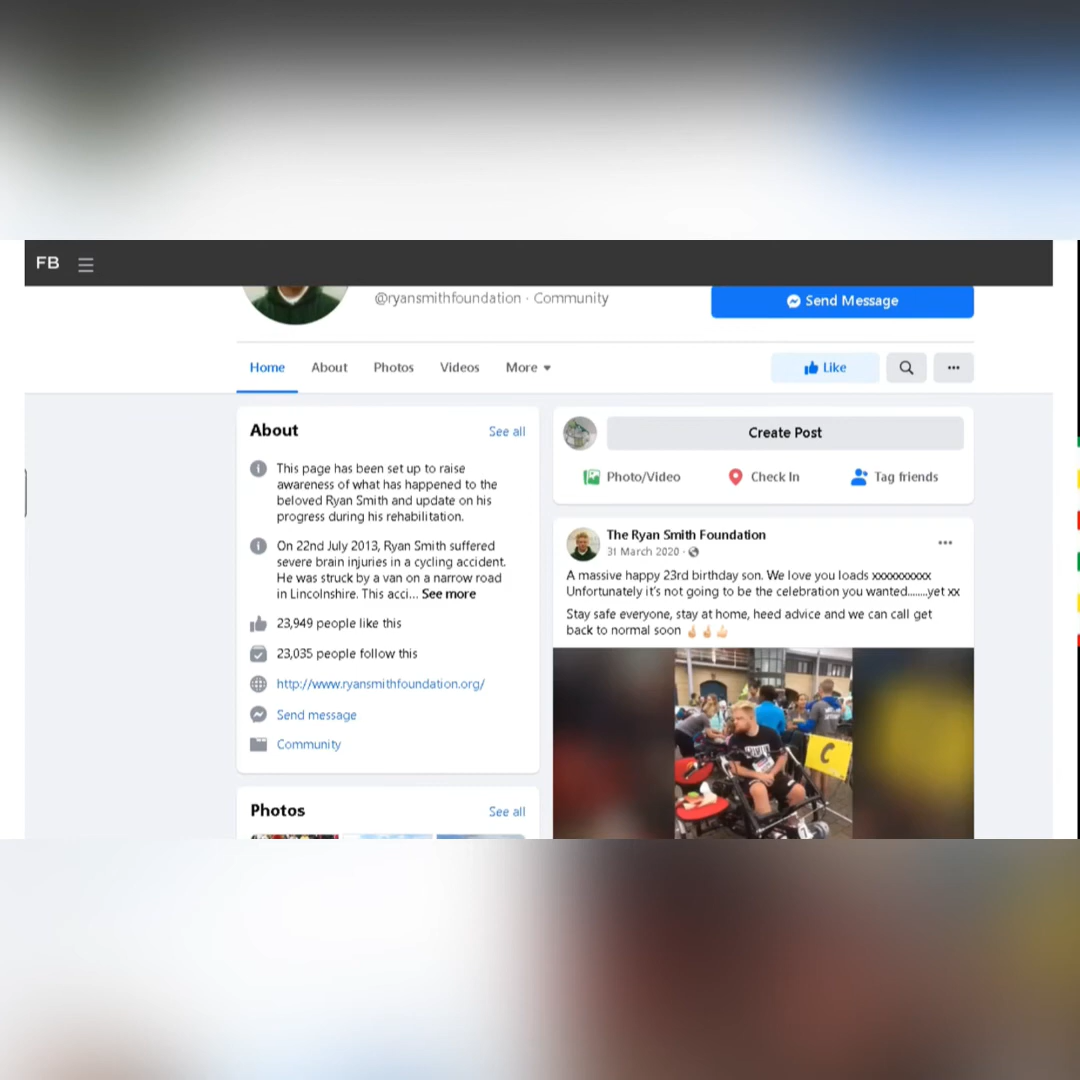 FB
@ryansmithfoundation · Community
Send Message
Home
About
Photos
Videos
More
Like
About
See all
This page has been set up to raise
awareness of what has happened to the
beloved Ryan Smith and update on his
progress during his rehabilitation.
On 22nd July 2013, Ryan Smith suffered
severe brain injuries in a cycling accident.
He was struck by a van on a narrow road
in Lincolnshire. This acci... See more
23,949 people like this
23,035 people follow this
http://www.ryansmithfoundation.org/
Send message
Community
Photos
See all
Create Post
Photo/Video
Check In
Tag friends
The Ryan Smith Foundation
31 March 2020 ·
A massive happy 23rd birthday son. We love you loads xxxxxxxxxx
Unfortunately it's not going to be the celebration you wanted........yet xx
Stay safe everyone, stay at home, heed advice and we can call get
back to normal soon
C